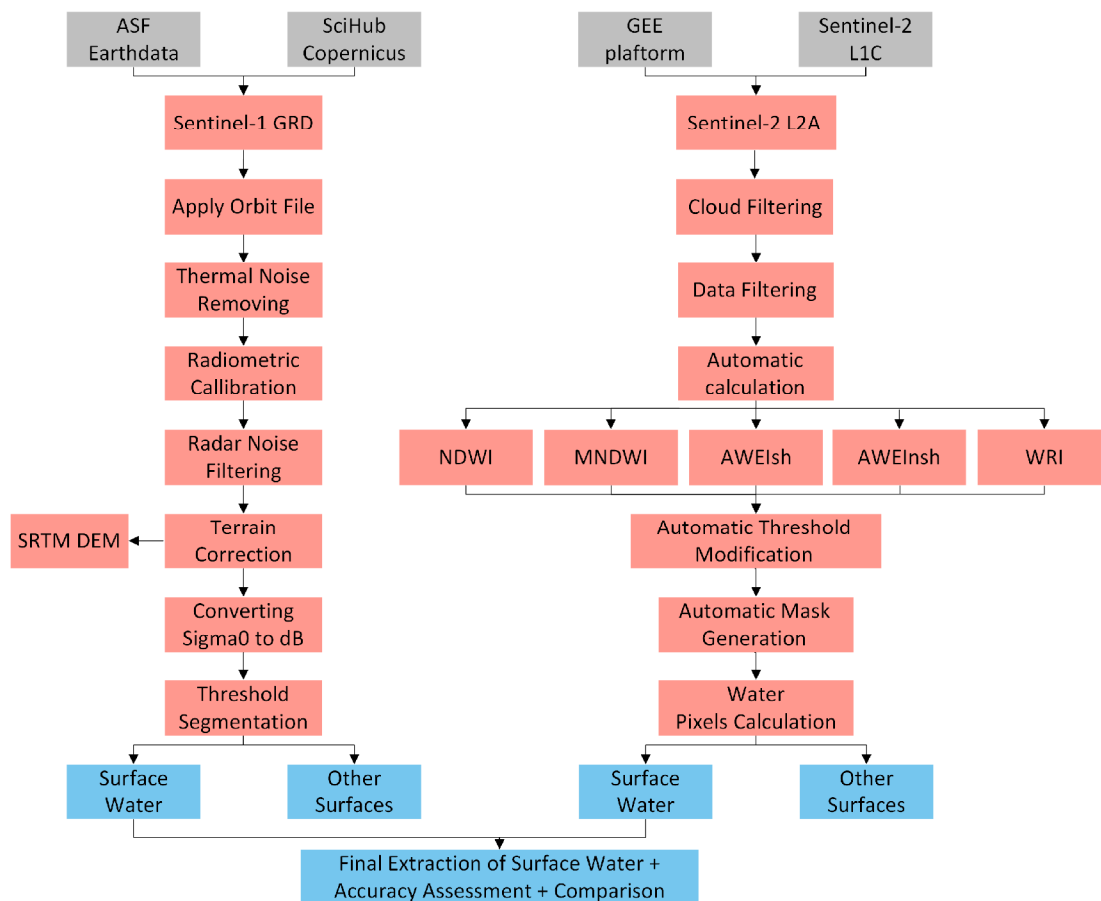 ASF
Earthdata
SciHub
Copernicus
GEE
plaftorm
Sentinel-2
L1C
Sentinel-1 GRD
Sentinel-2 L2A
Apply Orbit File
Cloud Filtering
Thermal Noise
Removing
Data Filtering
Radiometric
Callibration
Automatic
calculation
Radar Noise
Filtering
NDWI
MNDWI
AWEIsh
AWEInsh
WRI
SRTM DEM
Terrain
Correction
Automatic Threshold
Modification
Converting
Sigma0 to dB
Automatic Mask
Generation
Threshold
Segmentation
Water
Pixels Calculation
Surface
Water
Other
Surfaces
Surface
Water
Other
Surfaces
Final Extraction of Surface Water +
Accuracy Assessment + Comparison